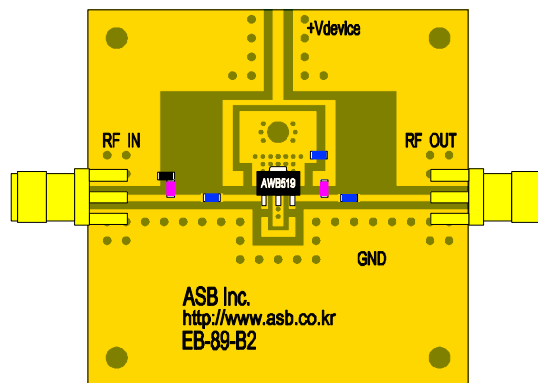 +Vdevice
RF IN
RF OUT
AWB519
GND
ASB Inc.
http://www.asb.co.kr
EB-89-B2